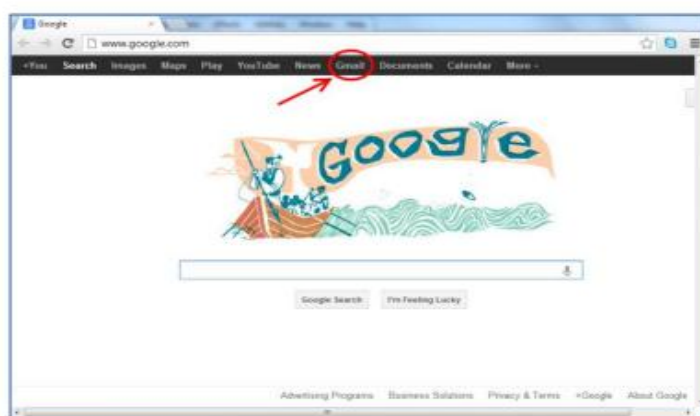 Google
www.google.com
+You Search Images Maps Play YouTube News Gmail Documents Calendar More
Google
Google Search I'm Feeling Lucky
Advertising Programs Business Solutions Privacy & Terms +Google About Google